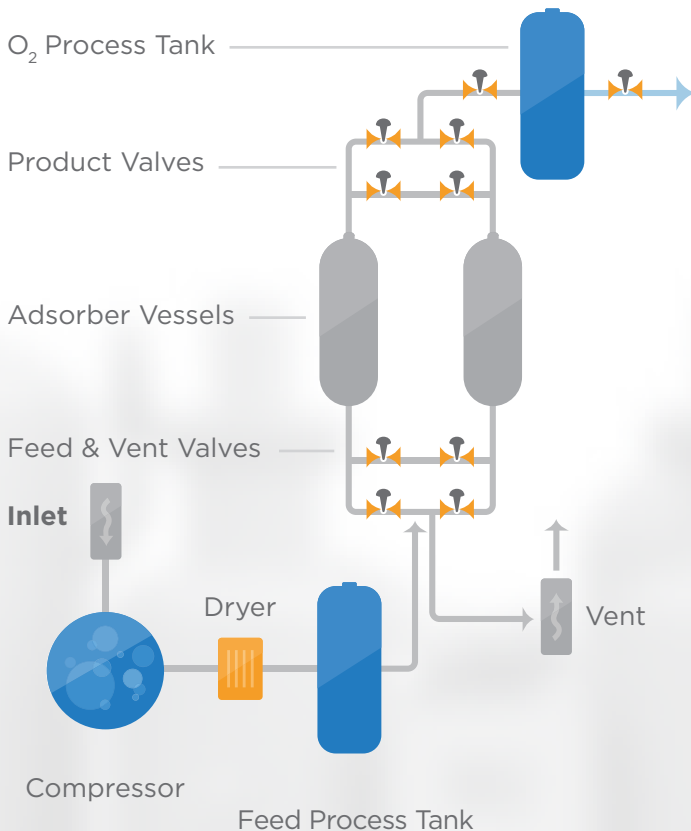 O₂ Process Tank
Product Valves
Adsorber Vessels
Feed & Vent Valves
Inlet
Dryer
Vent
Compressor
Feed Process Tank